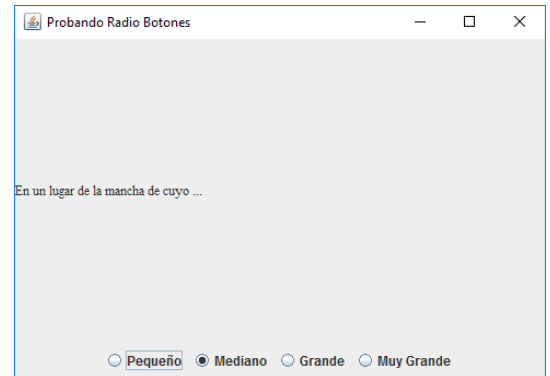 Probando Radio Botones
En un lugar de la mancha de cuyo ...
Pequeño Mediano Grande Muy Grande